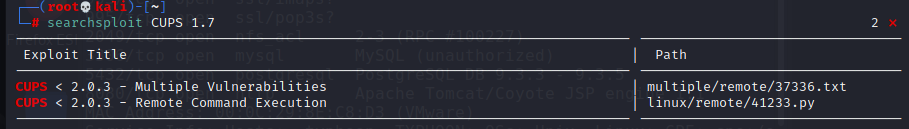 (root💀kali)-[~]
# searchsploit CUPS 1.7 2 ⨯
Exploit Title | Path
CUPS < 2.0.3 - Multiple Vulnerabilities | multiple/remote/37336.txt
CUPS < 2.0.3 - Remote Command Execution | linux/remote/41233.py